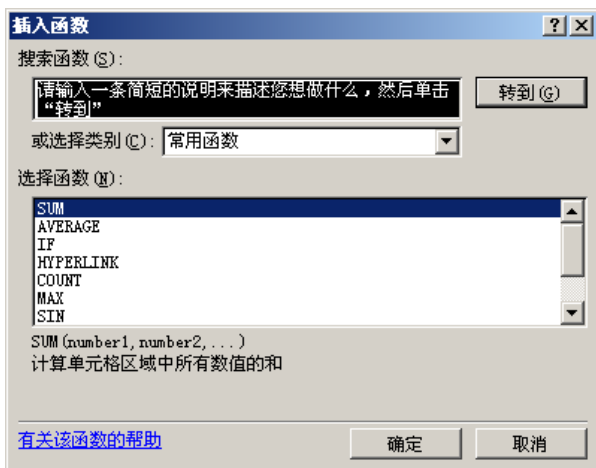 插入函数
搜索函数(S):
请输入一条简短的说明来描述您想做什么，然后单击
“转到”
转到(G)
或选择类别(C): 常用函数
选择函数(N):
SUM
AVERAGE
IF
HYPERLINK
COUNT
MAX
SIN
SUM(number1,number2,...)
计算单元格区域中所有数值的和
有关该函数的帮助
确定
取消